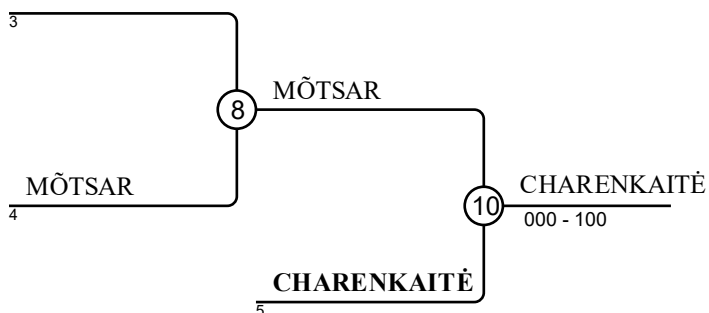 3
8
MÕTSAR
MÕTSAR
4
10
CHARENKAITĖ
000 - 100
CHARENKAITĖ
5